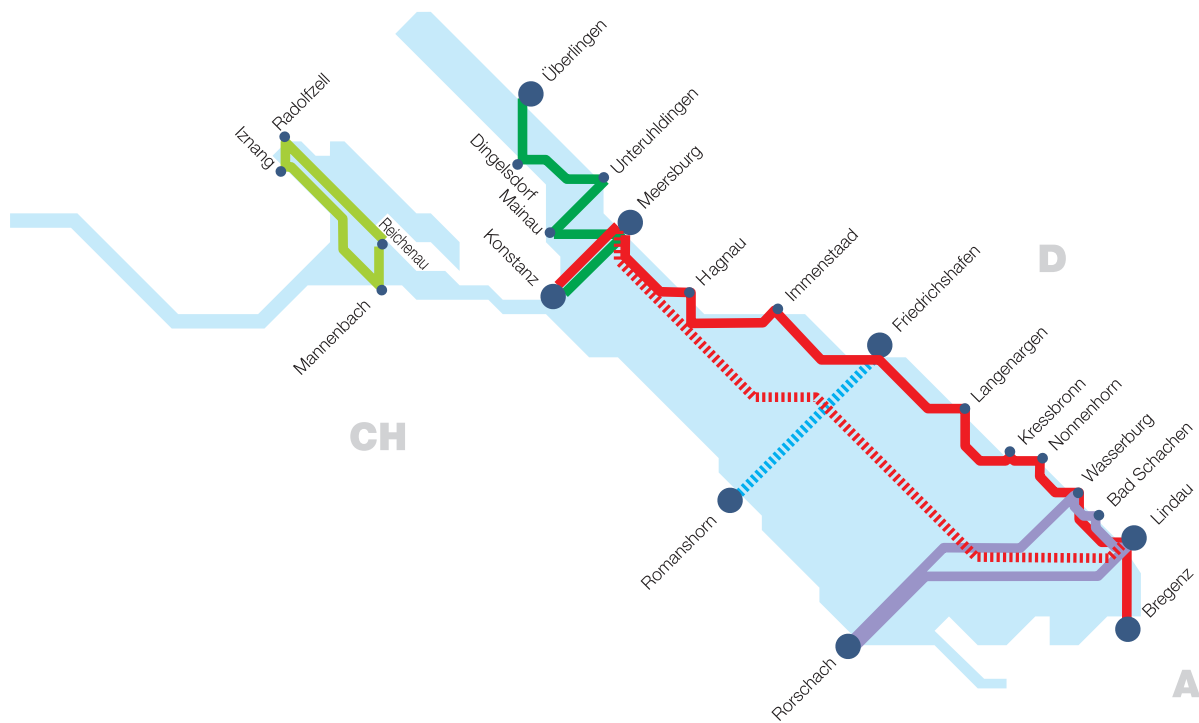 Überlingen
Radolfzell
Iznang
Unteruhldingen
Dingelsdorf
Meersburg
Mainau
Reichenau
Konstanz
Hagnau
Immenstaad
D
Friedrichshafen
Mannenbach
Langenargen
CH
Kressbronn
Nonnenhorn
Wasserburg
Bad Schachen
Lindau
Romanshorn
Bregenz
Rorschach
A